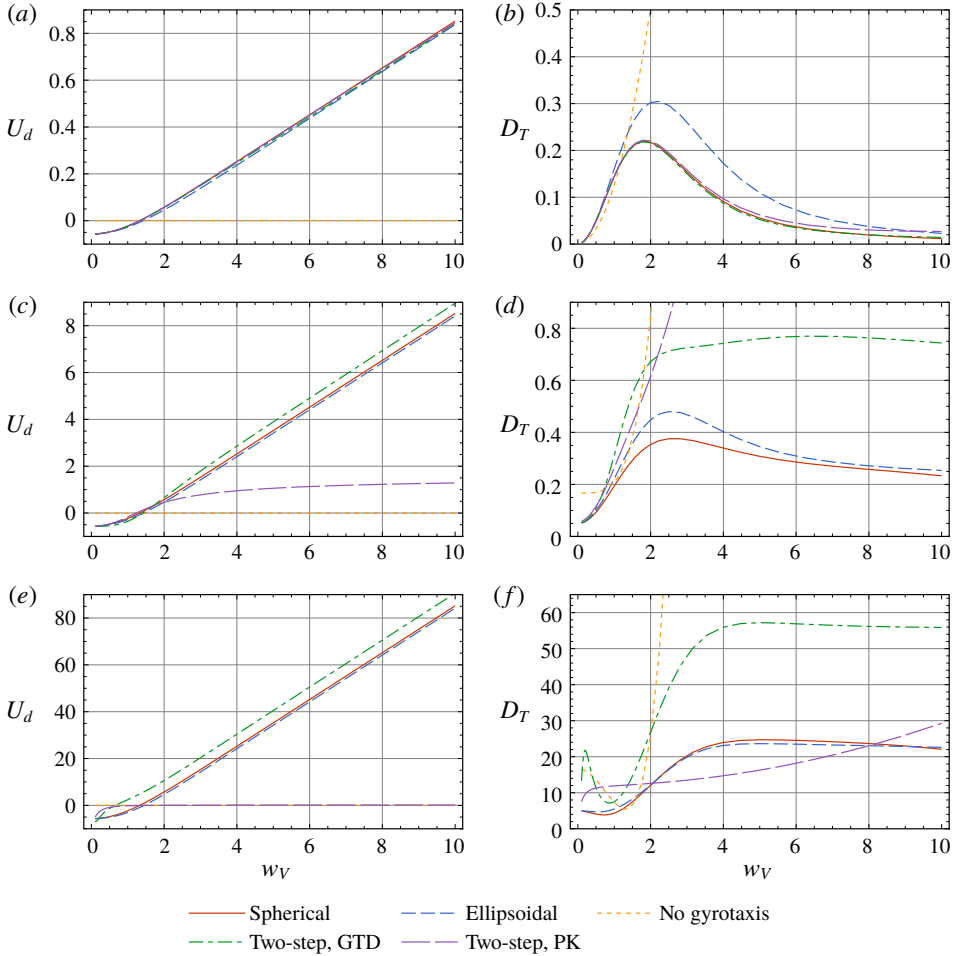 (a) (b)
0.8
0.6
0.4
0.2
0
U_d
0 2 4 6 8 10
0.5
0.4
0.3
0.2
0.1
0
D_T
0 2 4 6 8 10
(c) (d)
8
6
4
2
0
U_d
0 2 4 6 8 10
0.8
0.6
0.4
0.2
0
D_T
0 2 4 6 8 10
(e) (f)
80
60
40
20
0
U_d
0 2 4 6 8 10
w_V
60
50
40
30
20
10
0
D_T
0 2 4 6 8 10
w_V
Spherical Ellipsoidal No gyrotaxis
Two-step, GTD Two-step, PK